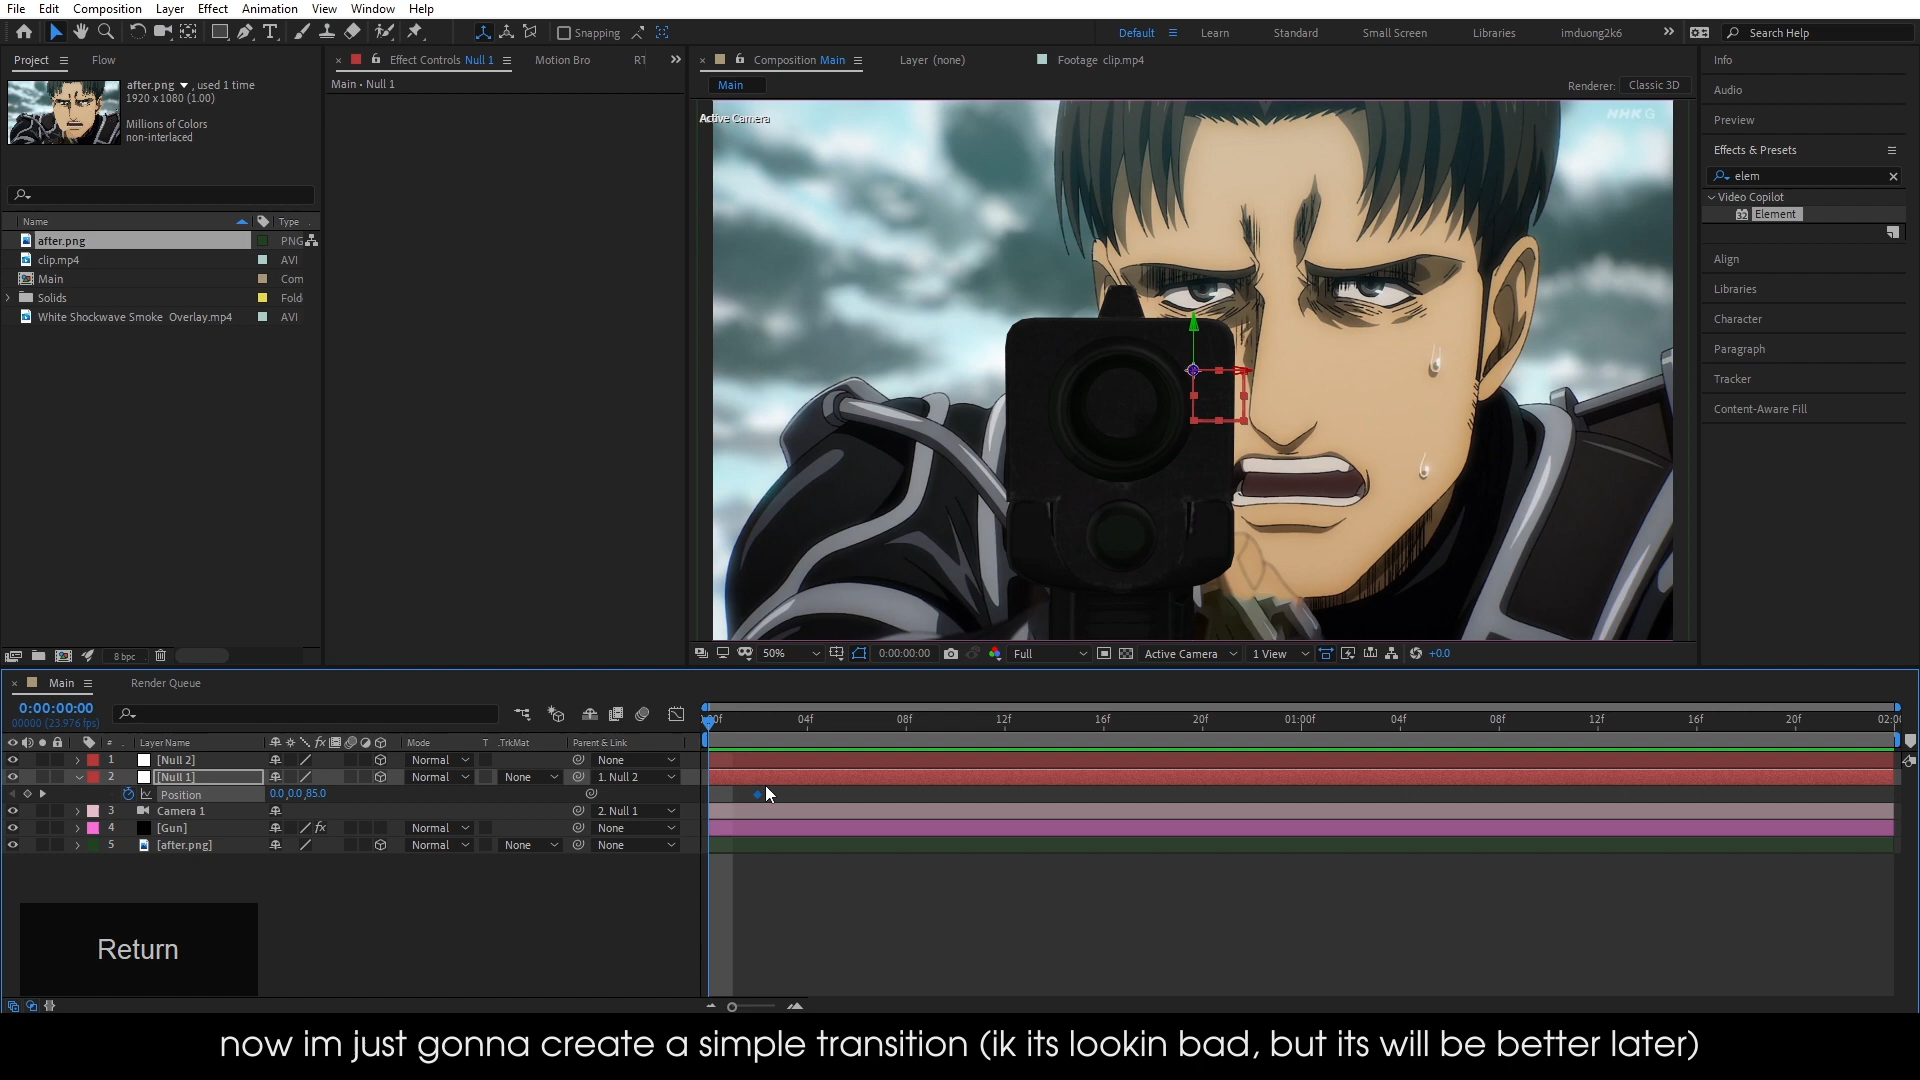 File Edit Composition Layer Effect Animation View Window Help
Snapping Default Learn Standard Small Screen Libraries imduong2k6 Search Help
Project Flow
after.png , used 1 time
1920 x 1080 (1.00)
Millions of Colors
non-interlaced
Name Type
after.png PNG
clip.mp4 AVI
Main Com
Solids Fold
White Shockwave Smoke Overlay.mp4 AVI
8 bpc
Effect Controls Null 1 Motion Bro
Main • Null 1
Composition Main Layer (none) Footage clip.mp4
Main Renderer: Classic 3D
Active Camera
NHK G
50% 0:00:00:00 Full Active Camera 1 View +0.0
Info
Audio
Preview
Effects & Presets
elem
Video Copilot
32 Element
Align
Libraries
Character
Paragraph
Tracker
Content-Aware Fill
Main Render Queue
0:00:00:00
00000 (23.976 fps)
04f 08f 12f 16f 20f 01:00f 04f 08f 12f 16f 20f
# Layer Name fx Mode T .TrkMat Parent & Link
1 [Null 2] Normal None
2 [Null 1] Normal None 1. Null 2
Position 0.0,0.0,85.0
3 Camera 1 2. Null 1
4 [Gun] fx Normal None
5 [after.png] Normal None None
Return
now im just gonna create a simple transition (ik its lookin bad, but its will be better later)